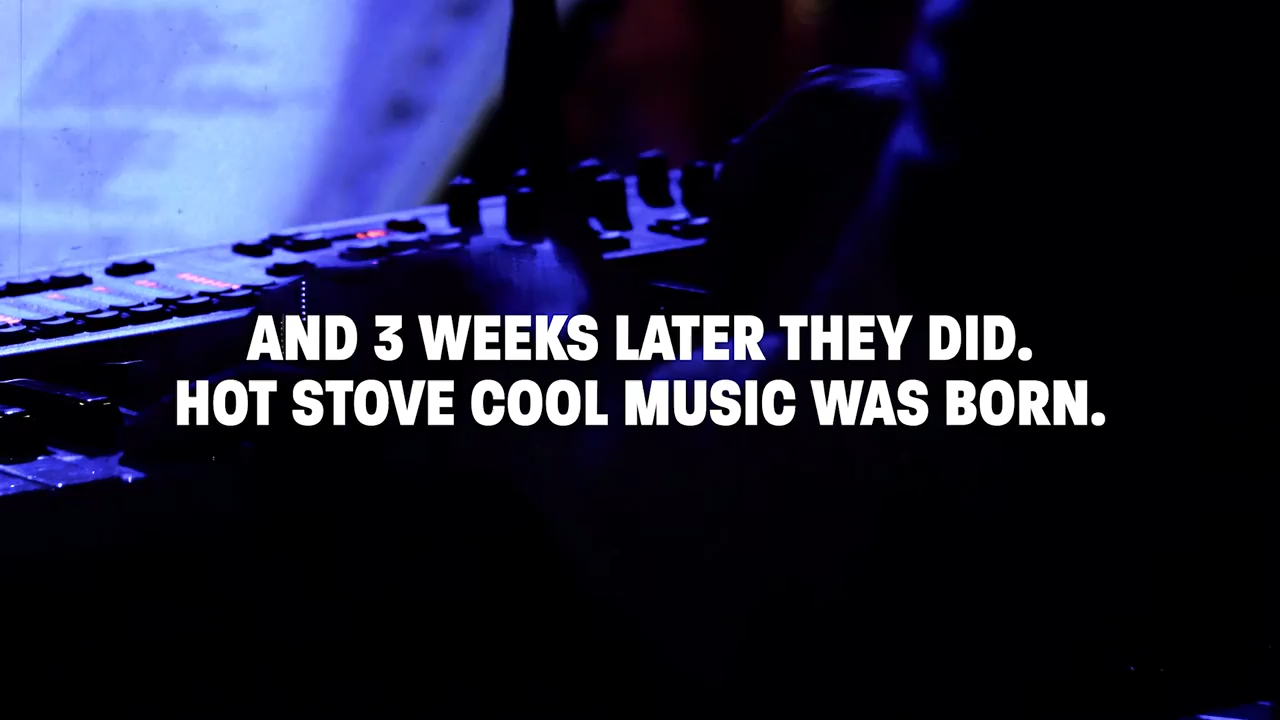 AND 3 WEEKS LATER THEY DID.
HOT STOVE COOL MUSIC WAS BORN.